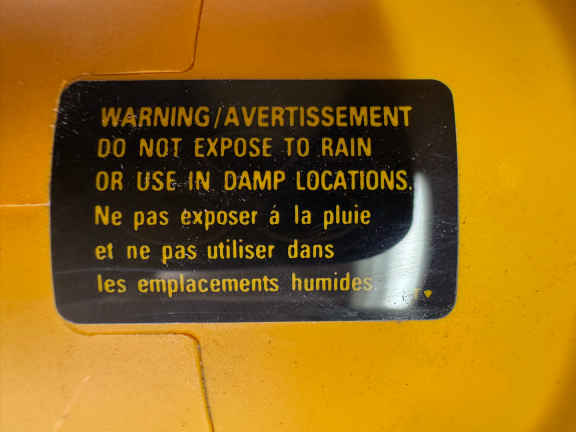 WARNING/AVERTISSEMENT
DO NOT EXPOSE TO RAIN
OR USE IN DAMP LOCATIONS.
Ne pas exposer á la pluie
et ne pas utiliser dans
les emplacements humides.